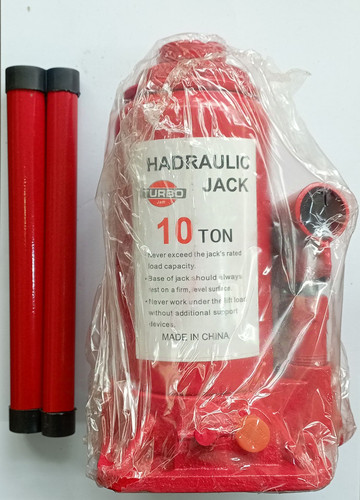 HADRAULIC
JACK
TURBO
10 TON
•Never exceed the jack's rated
load capacity.
•Base of jack should always
rest on a firm, level surface.
•Never work under the lift load
without additional support
devices.
MADE IN CHINA